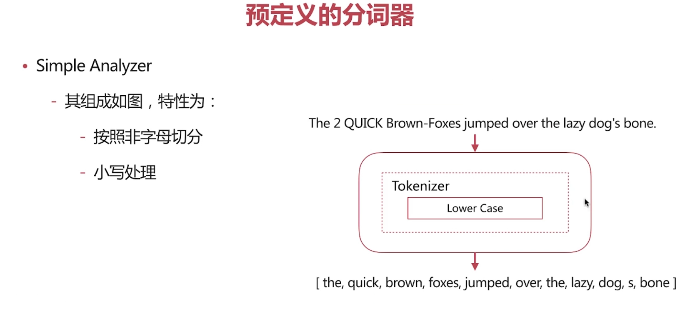 预定义的分词器
• Simple Analyzer
- 其组成如图，特性为：
- 按照非字母切分
- 小写处理
The 2 QUICK Brown-Foxes jumped over the lazy dog's bone.
Tokenizer
Lower Case
[ the, quick, brown, foxes, jumped, over, the, lazy, dog, s, bone ]